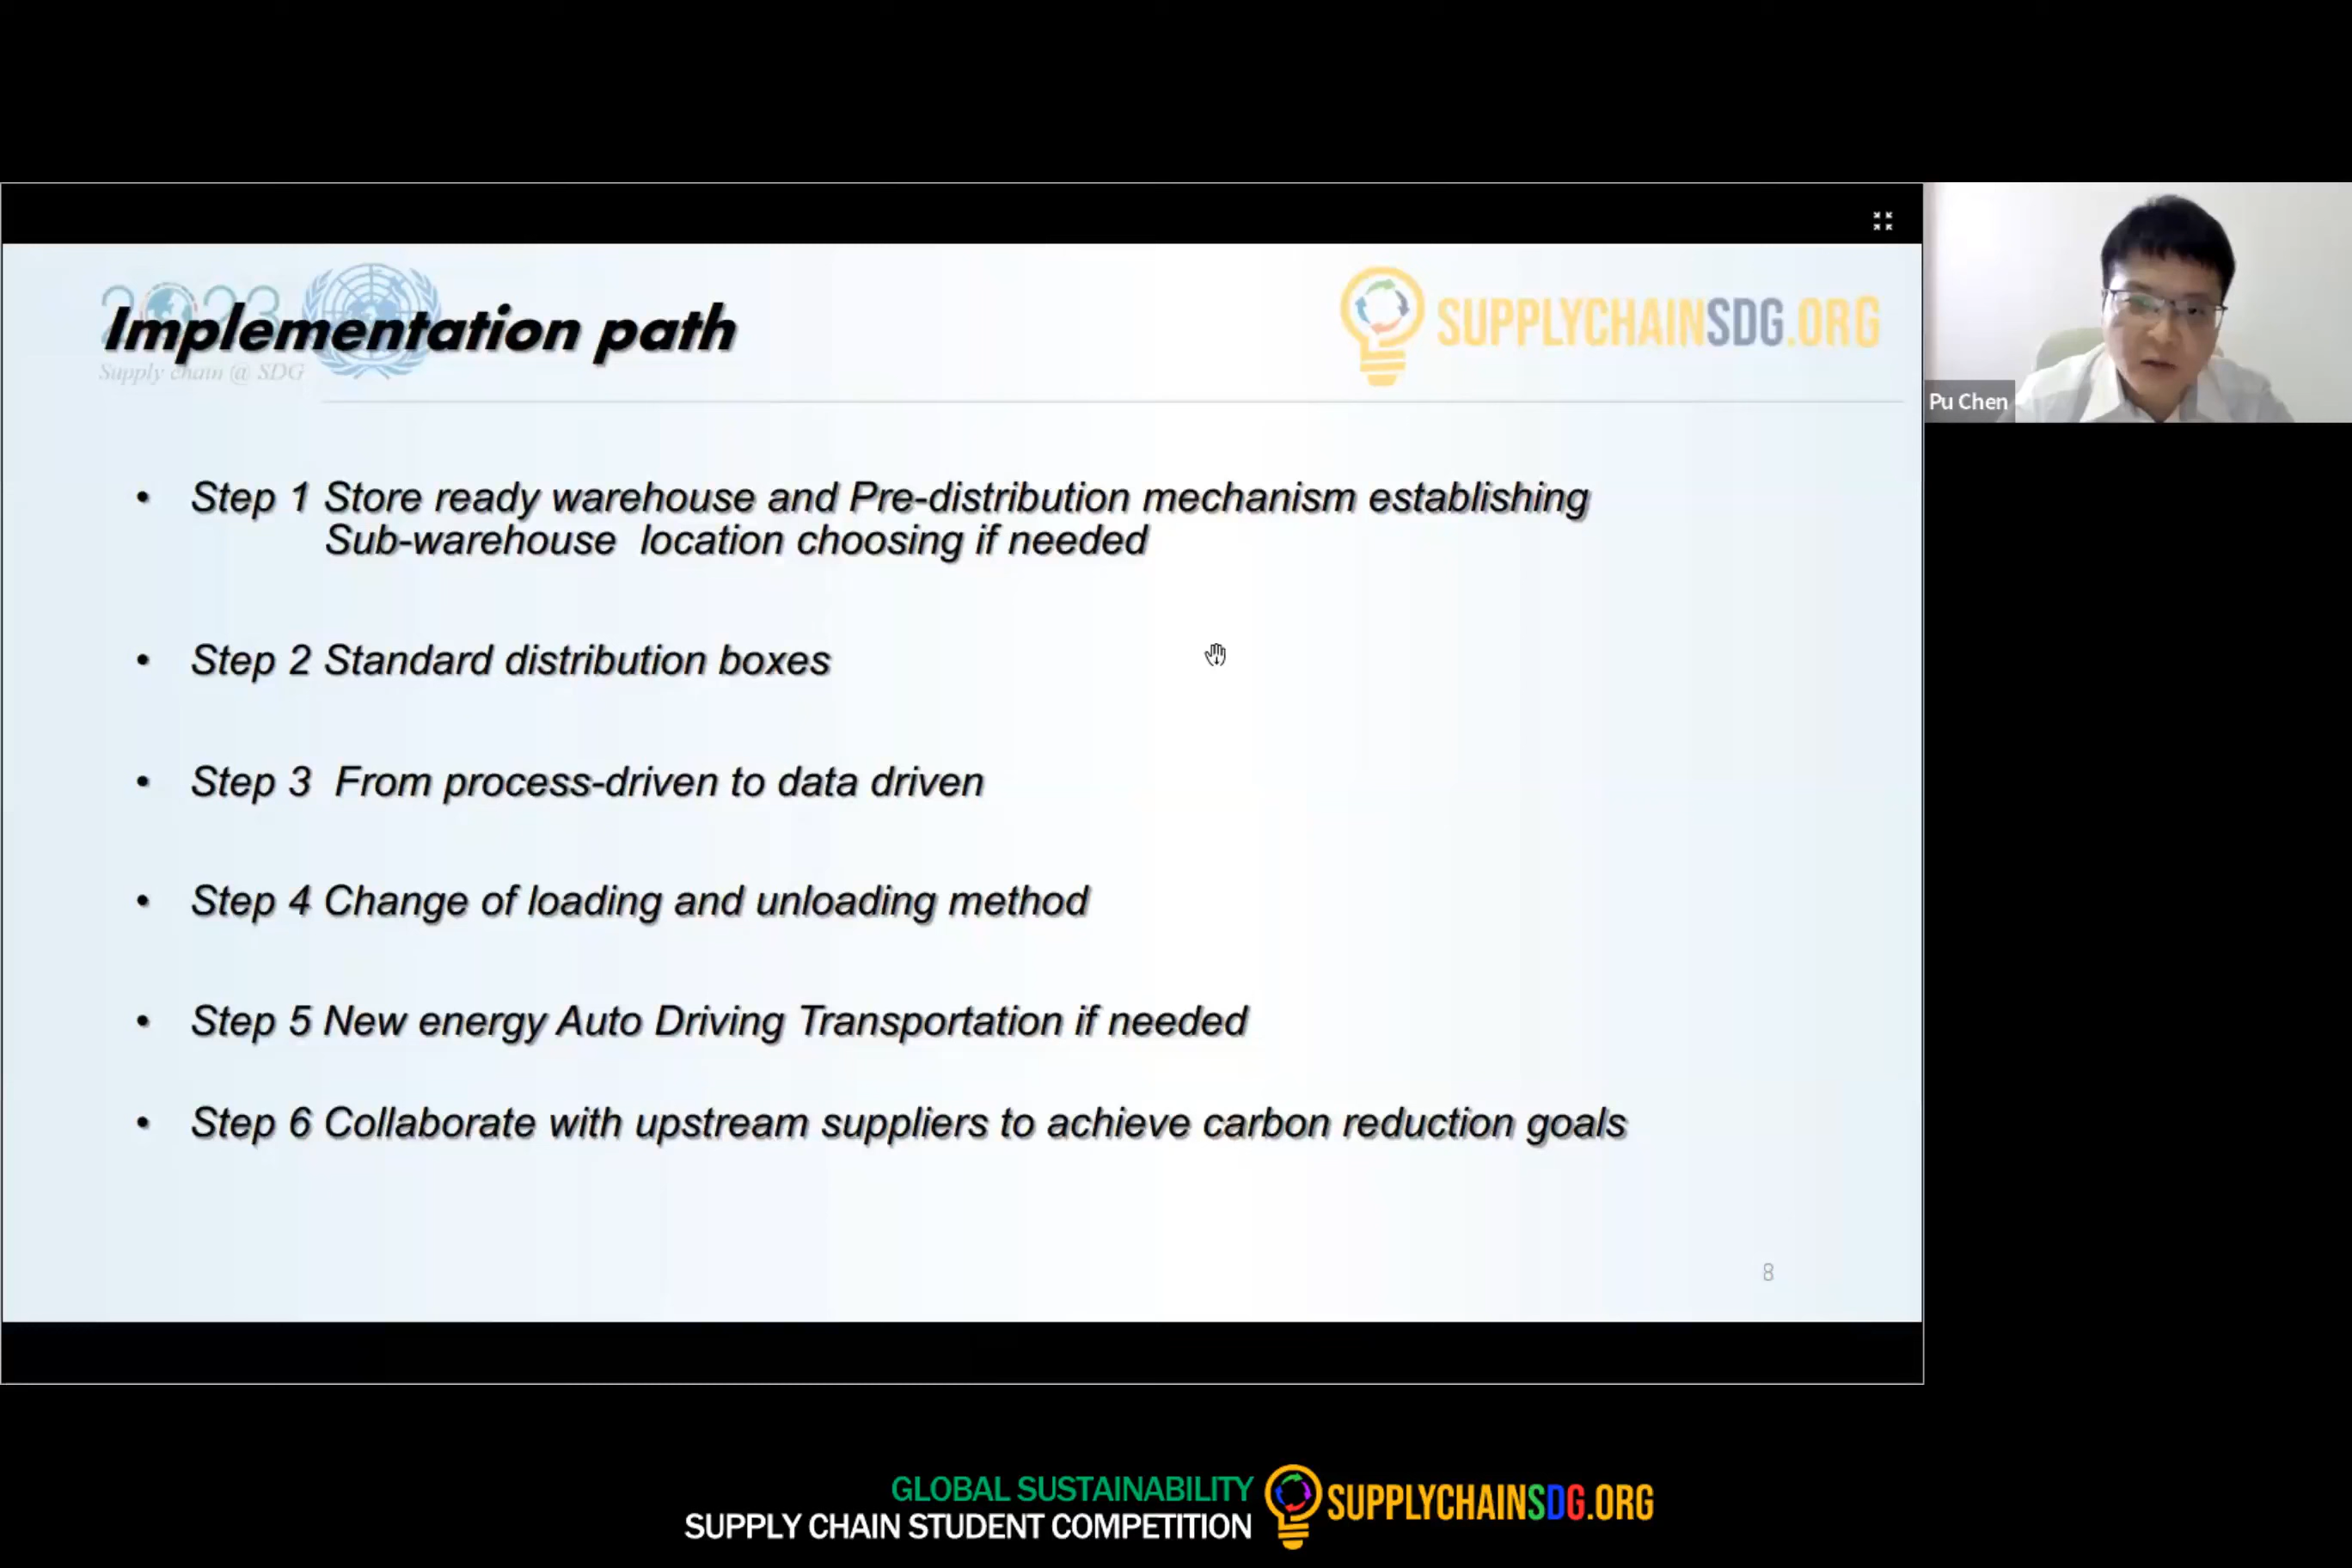 2023
Supply chain @ SDG
Implementation path
SUPPLYCHAINSDG.ORG
Pu Chen
• Step 1 Store ready warehouse and Pre-distribution mechanism establishing
Sub-warehouse location choosing if needed
• Step 2 Standard distribution boxes
• Step 3 From process-driven to data driven
• Step 4 Change of loading and unloading method
• Step 5 New energy Auto Driving Transportation if needed
• Step 6 Collaborate with upstream suppliers to achieve carbon reduction goals
8
GLOBAL SUSTAINABILITY
SUPPLY CHAIN STUDENT COMPETITION
SUPPLYCHAINSDG.ORG